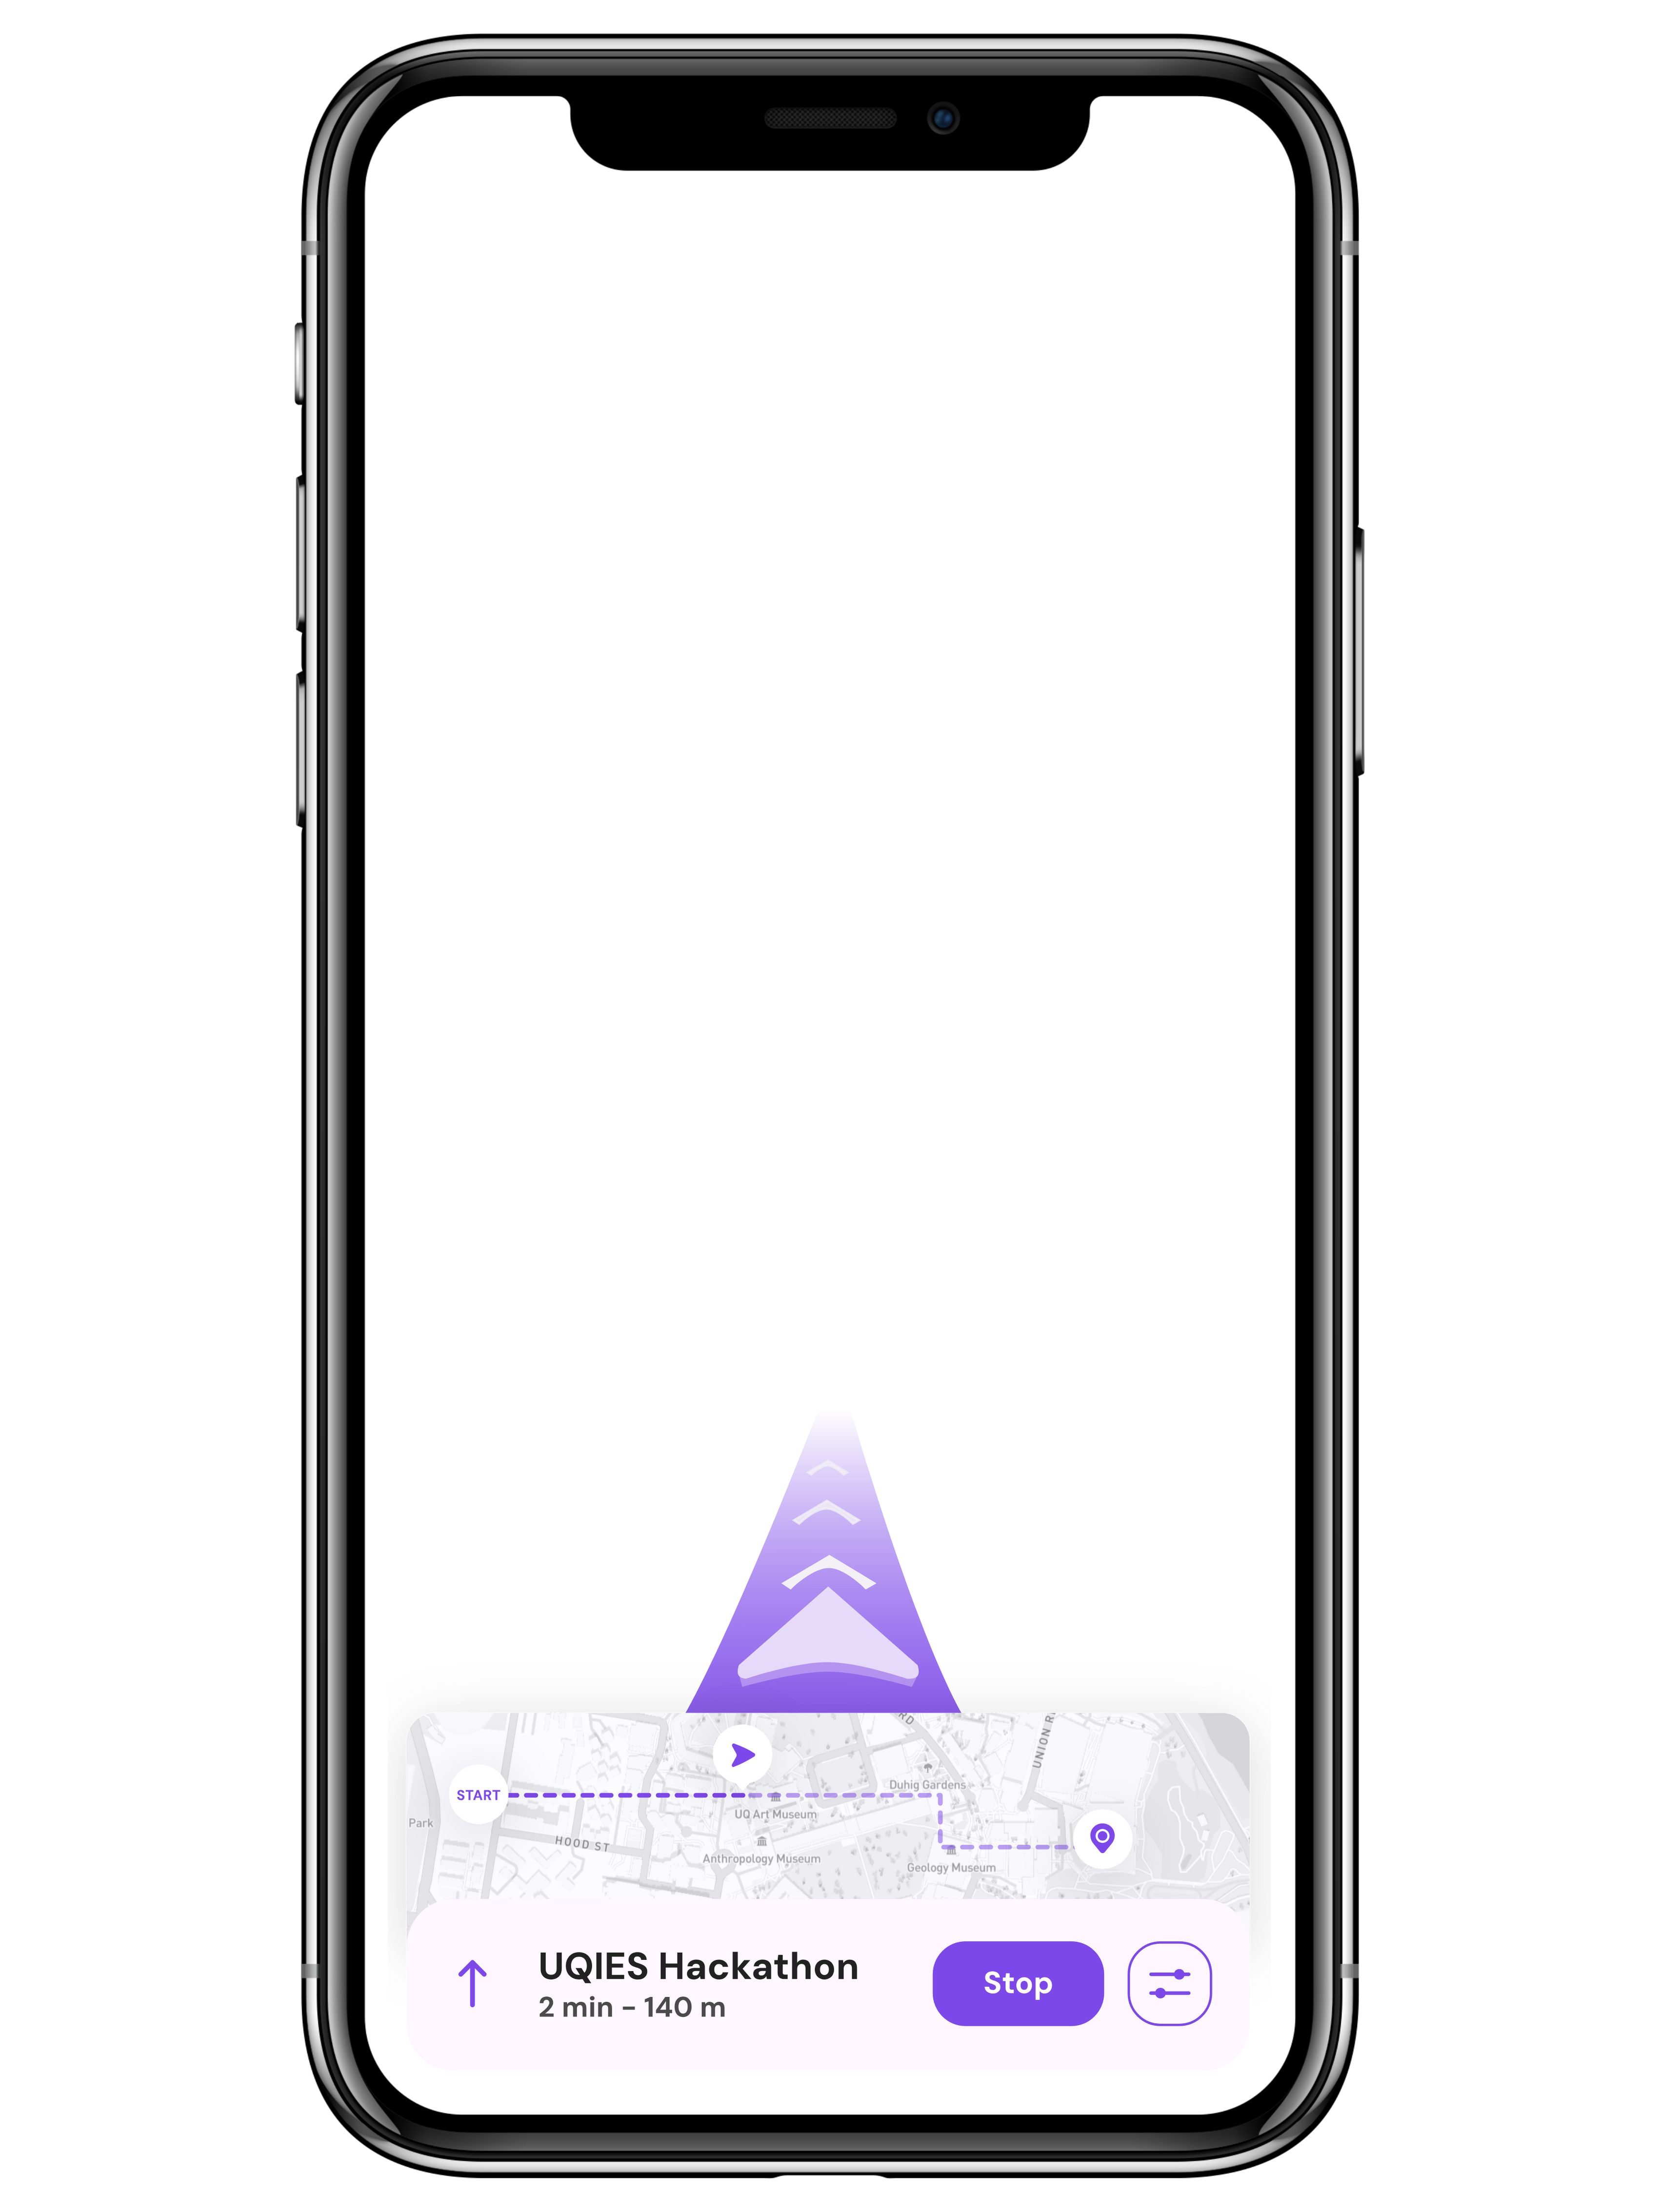 RD
UNION R
Duhig Gardens
START
UQ Art Museum
Park
HOOD ST
Anthropology Museum
Geology Museum
UQIES Hackathon
2 min - 140 m
Stop